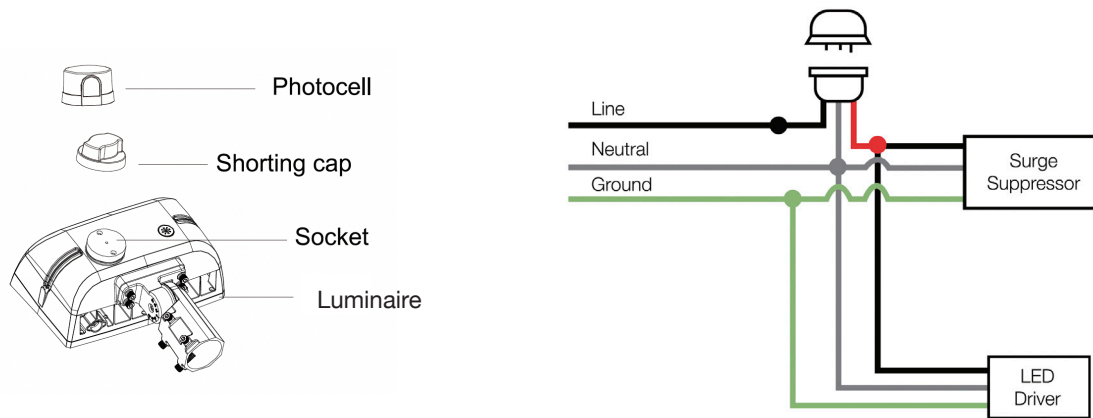 Photocell
Shorting cap
Socket
Luminaire
Line
Neutral
Ground
Surge
Suppressor
LED
Driver